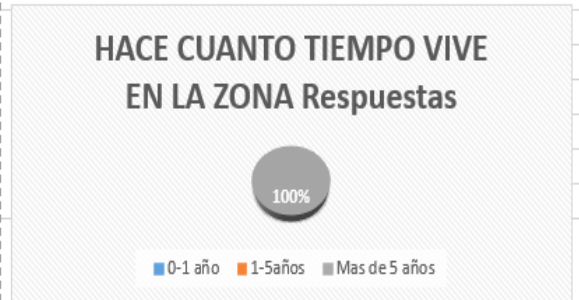 HACE CUANTO TIEMPO VIVE
EN LA ZONA Respuestas
100%
0-1 año 1-5años Mas de 5 años